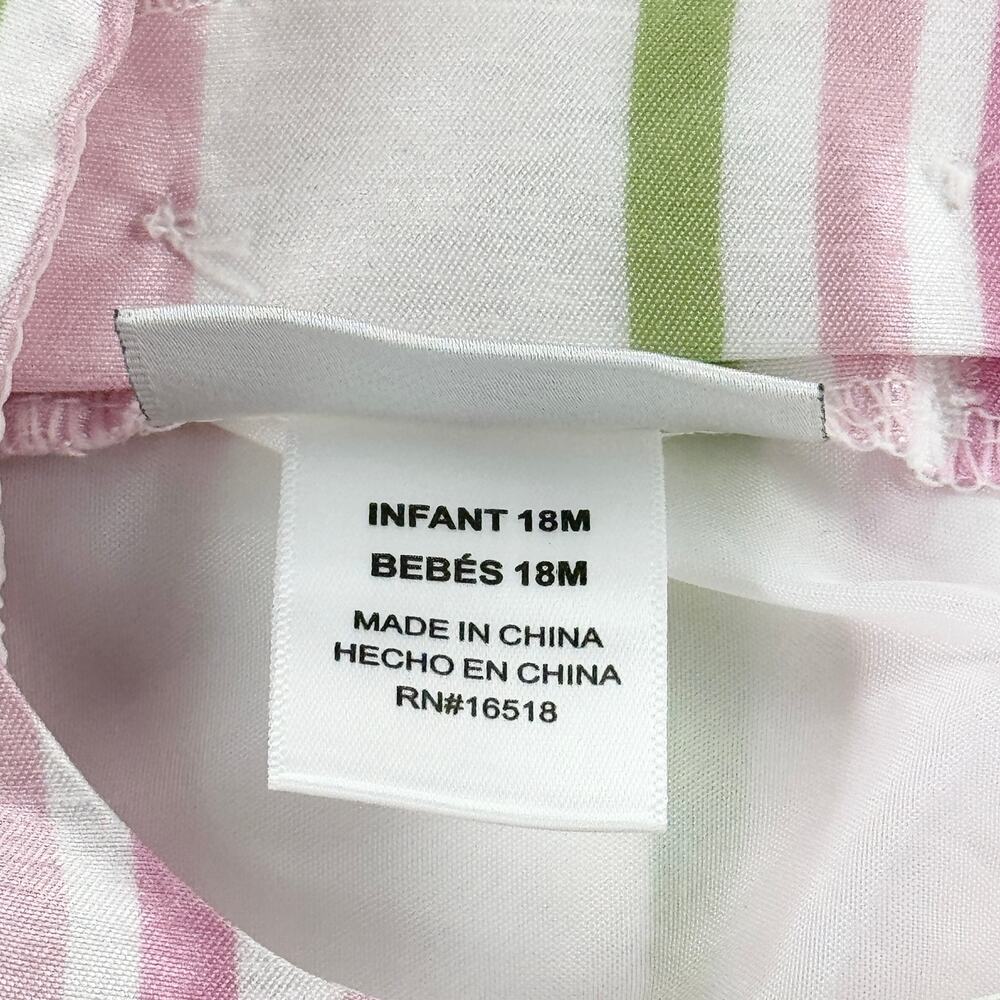 INFANT 18M
BEBÉS 18M
MADE IN CHINA
HECHO EN CHINA
RN#16518